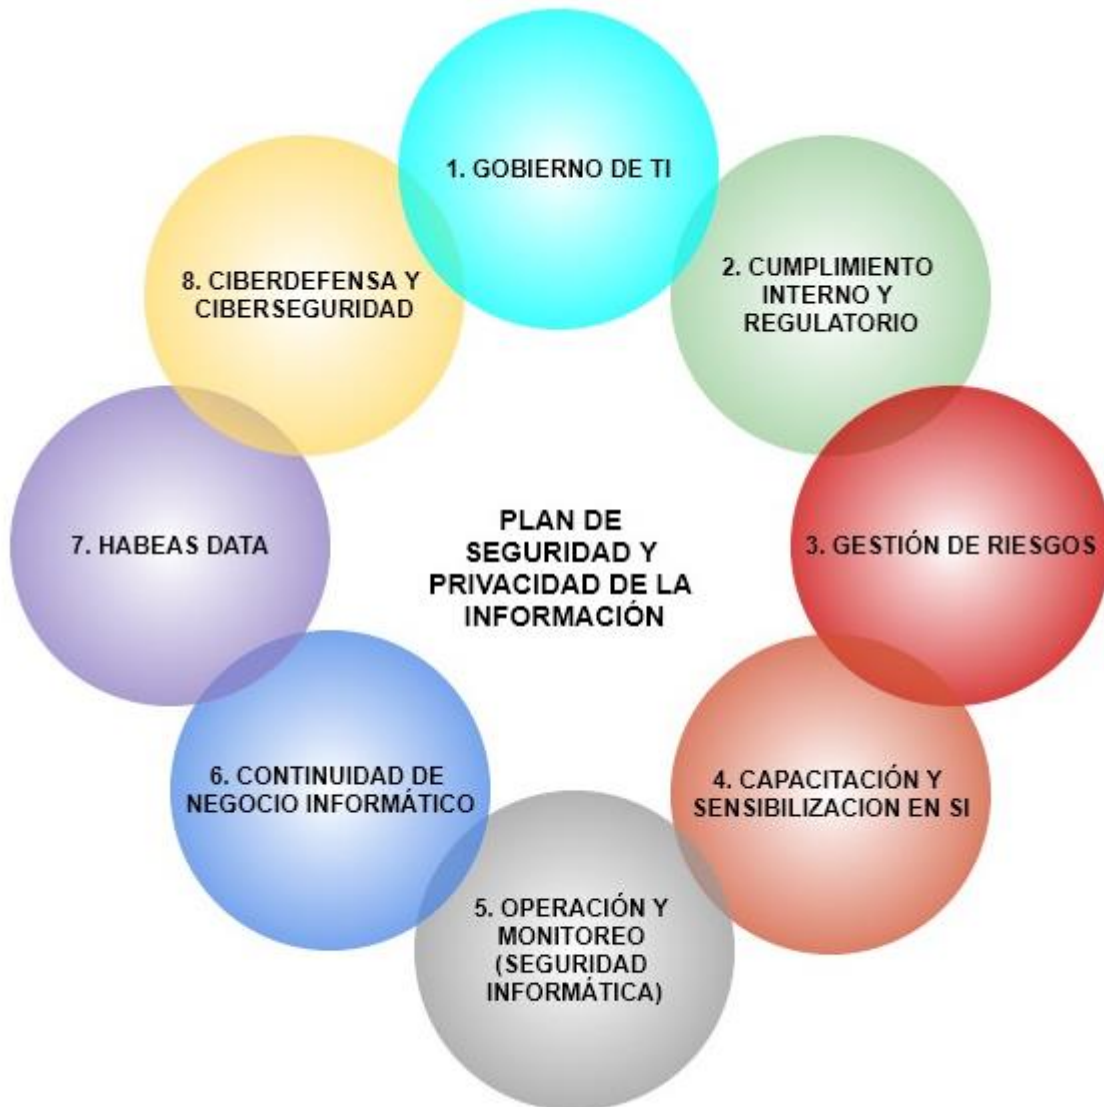 1. GOBIERNO DE TI
2. CUMPLIMIENTO
INTERNO Y
REGULATORIO
3. GESTIÓN DE RIESGOS
4. CAPACITACIÓN Y
SENSIBILIZACION EN SI
5. OPERACIÓN Y
MONITOREO
(SEGURIDAD
INFORMÁTICA)
6. CONTINUIDAD DE
NEGOCIO INFORMÁTICO
7. HABEAS DATA
8. CIBERDEFENSA Y
CIBERSEGURIDAD
PLAN DE
SEGURIDAD Y
PRIVACIDAD DE LA
INFORMACIÓN